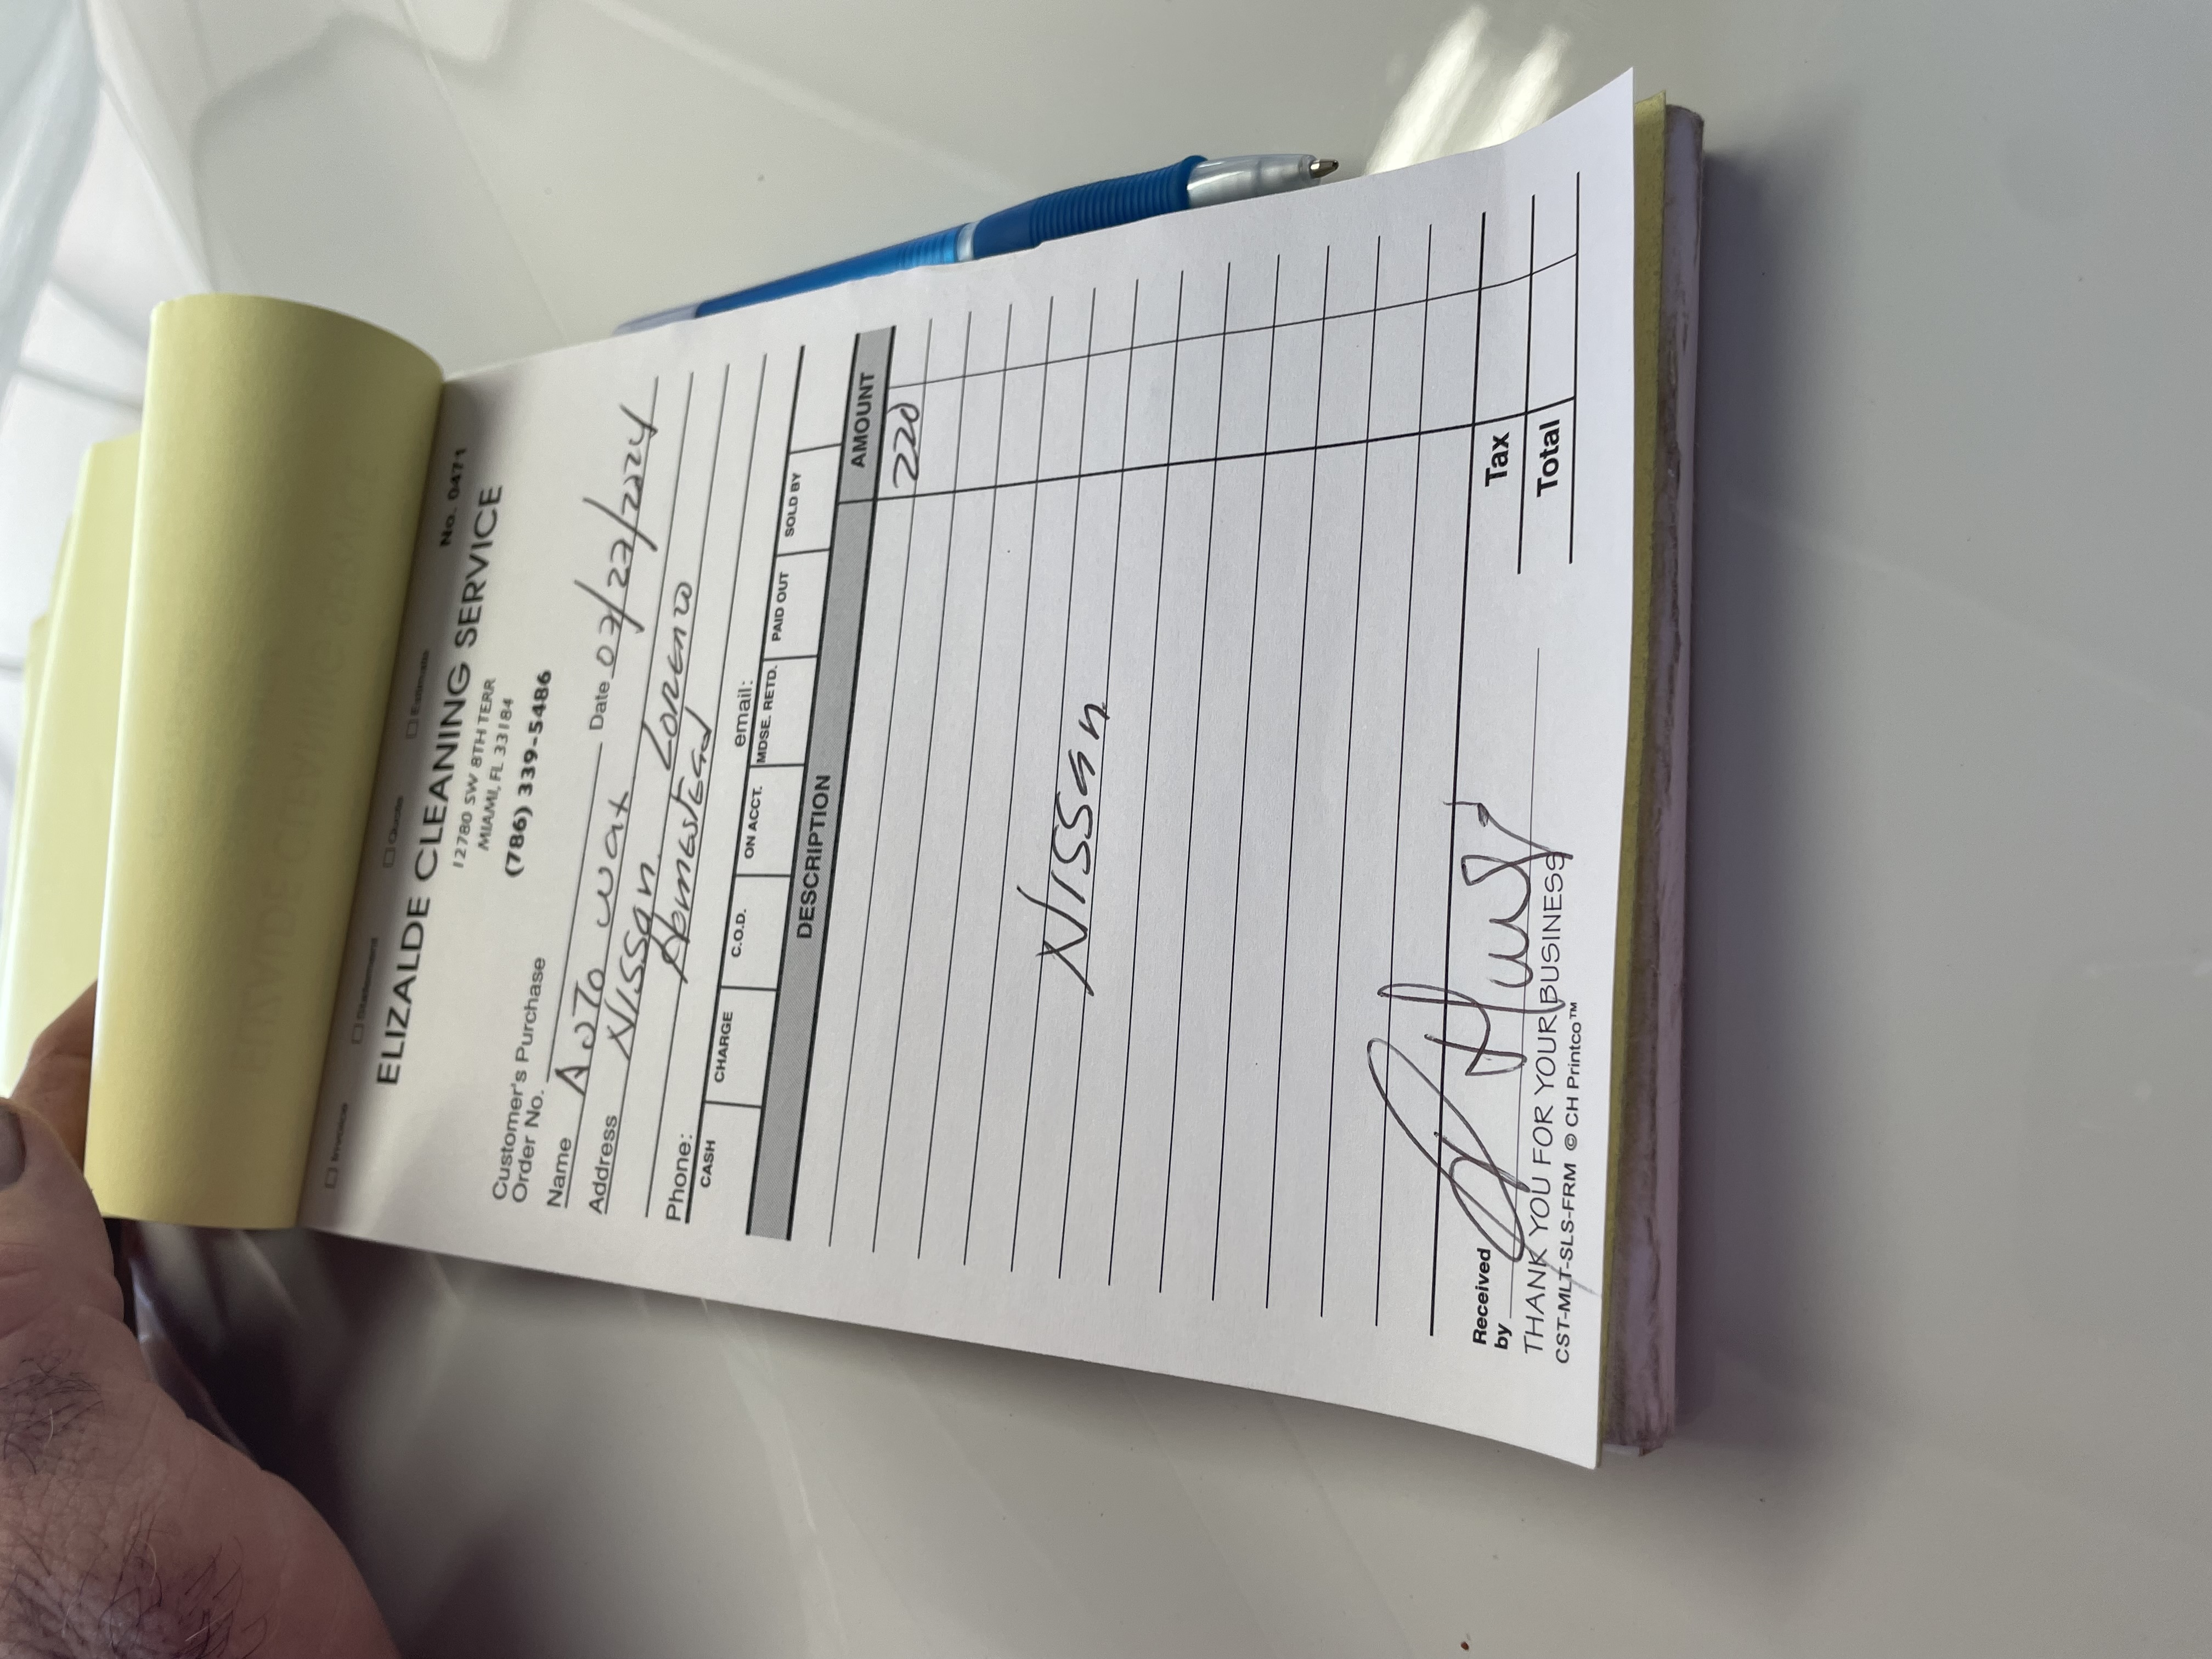 ☐ Invoice ☐ Statement ☐ Quote ☐ Estimate
No. 0471
ELIZALDE CLEANING SERVICE
12780 SW 8TH TERR
MIAMI, FL 33184
(786) 339-5486
Customer's Purchase
Order No. Date 07/27/2024
Name AUTO wax
Address Nissan Lorenzo
HomesTEad
Phone: email:
CASH CHARGE C.O.D. ON ACCT. MDSE. RETD. PAID OUT SOLD BY
DESCRIPTION AMOUNT
220
Nissan
Tax
Received
by
Total
THANK YOU FOR YOUR BUSINESS
CST-MLT-SLS-FRM © CH Printco™